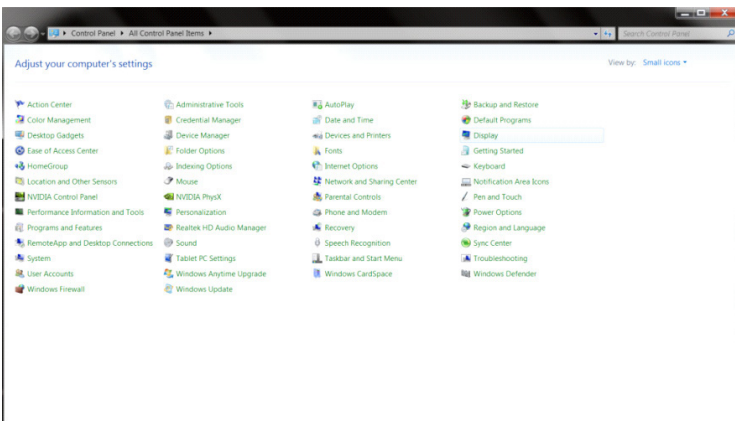 Control Panel ▸ All Control Panel Items ▸
Search Control Panel
Adjust your computer's settings
View by: Small icons
Action Center
Administrative Tools
AutoPlay
Backup and Restore
Color Management
Credential Manager
Date and Time
Default Programs
Desktop Gadgets
Device Manager
Devices and Printers
Display
Ease of Access Center
Folder Options
Fonts
Getting Started
HomeGroup
Indexing Options
Internet Options
Keyboard
Location and Other Sensors
Mouse
Network and Sharing Center
Notification Area Icons
NVIDIA Control Panel
NVIDIA PhysX
Parental Controls
Pen and Touch
Performance Information and Tools
Personalization
Phone and Modem
Power Options
Programs and Features
Realtek HD Audio Manager
Recovery
Region and Language
RemoteApp and Desktop Connections
Sound
Speech Recognition
Sync Center
System
Tablet PC Settings
Taskbar and Start Menu
Troubleshooting
User Accounts
Windows Anytime Upgrade
Windows CardSpace
Windows Defender
Windows Firewall
Windows Update